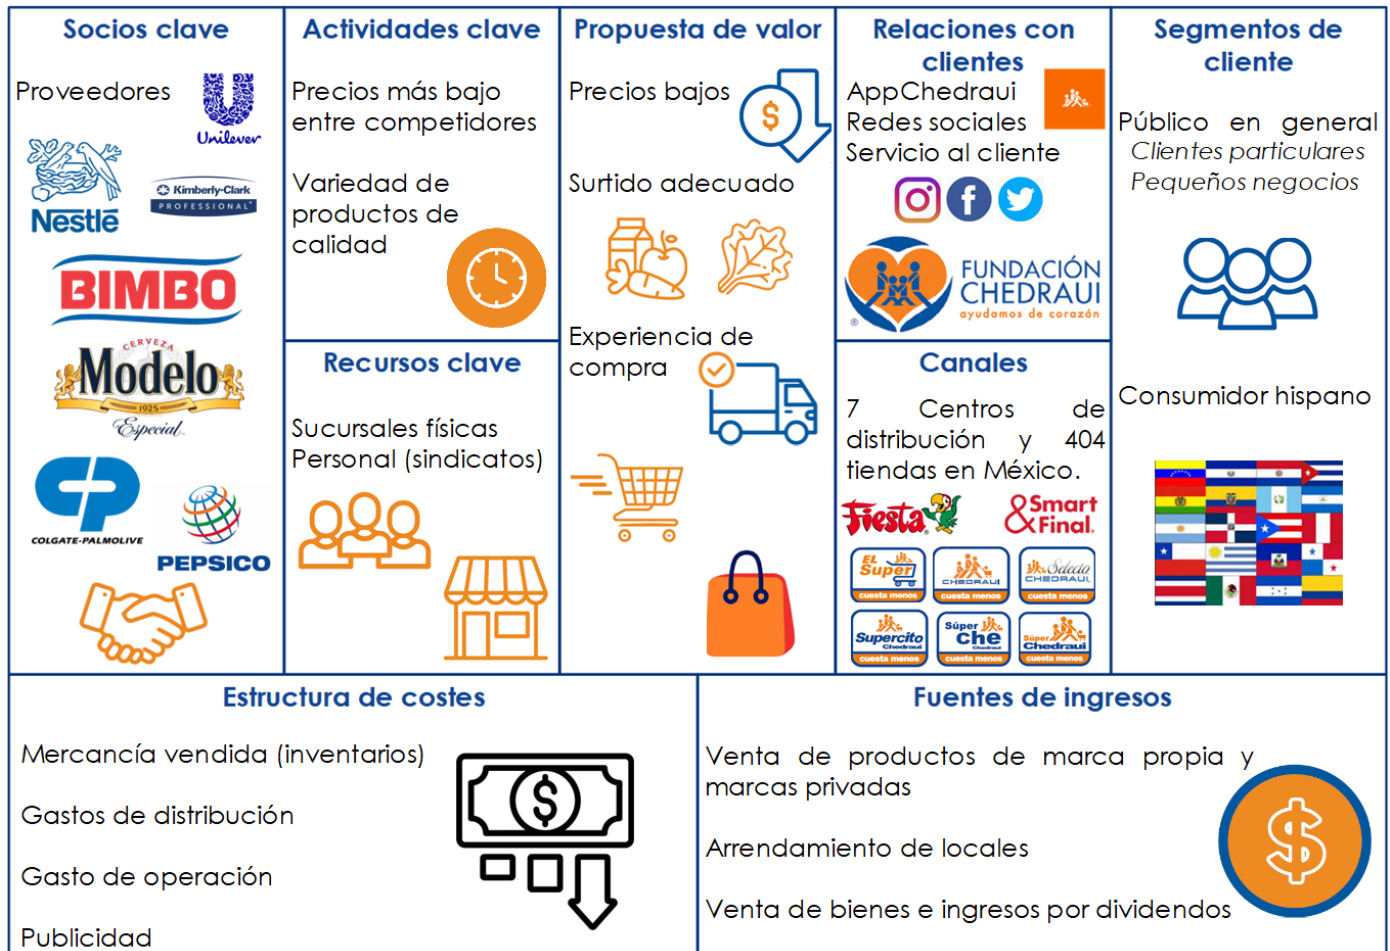 Socios clave
Proveedores
Unilever
Nestlé
Kimberly-Clark
PROFESSIONAL
BIMBO
CERVEZA
Modelo
1925
Especial
COLGATE-PALMOLIVE
PEPSICO
Actividades clave
Precios más bajo
entre competidores
Variedad de
productos de
calidad
Recursos clave
Sucursales físicas
Personal (sindicatos)
Propuesta de valor
Precios bajos
$
Surtido adecuado
Experiencia de
compra
Relaciones con
clientes
AppChedraui
Redes sociales
Servicio al cliente
FUNDACIÓN
CHEDRAUI
ayudamos de corazón
®
Canales
7 Centros de
distribución y 404
tiendas en México.
Fiesta
&Smart
Final.
EL
Super
cuesta menos
CHEDRAUI
cuesta menos
Selecto
CHEDRAUI
cuesta menos
Supercito
Chedraui
cuesta menos
Súper
che
Chedraui
cuesta menos
Súper
Chedraui
cuesta menos
Segmentos de
cliente
Público en general
Clientes particulares
Pequeños negocios
Consumidor hispano
Estructura de costes
Mercancía vendida (inventarios)
Gastos de distribución
Gasto de operación
Publicidad
$
Fuentes de ingresos
Venta de productos de marca propia y
marcas privadas
Arrendamiento de locales
Venta de bienes e ingresos por dividendos
$